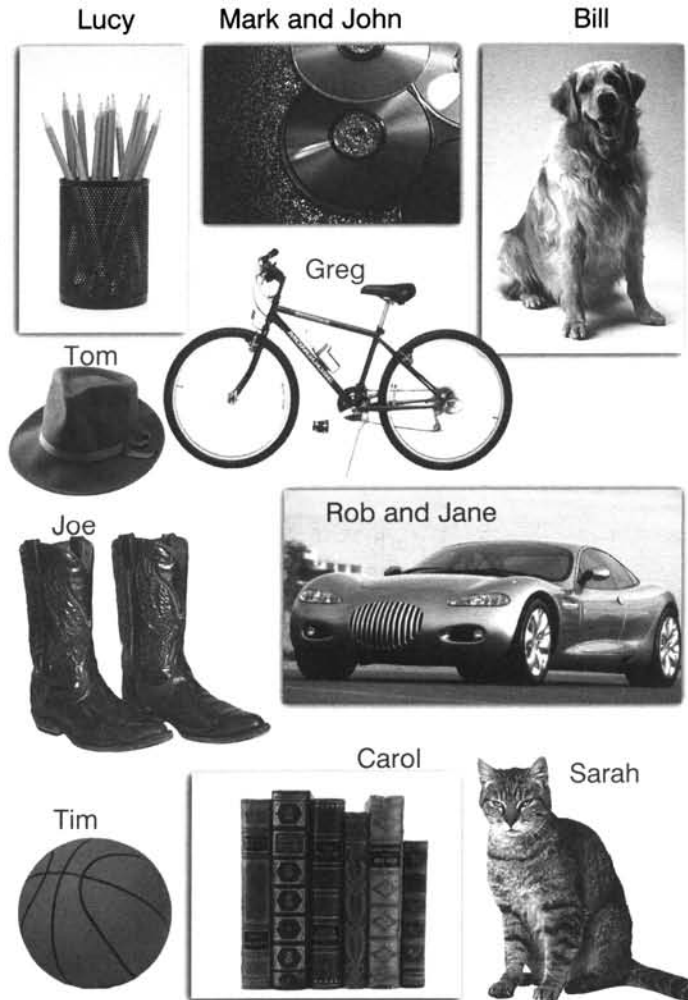 Lucy
Mark and John
Bill
Greg
Tom
Joe
Rob and Jane
Carol
Sarah
Tim